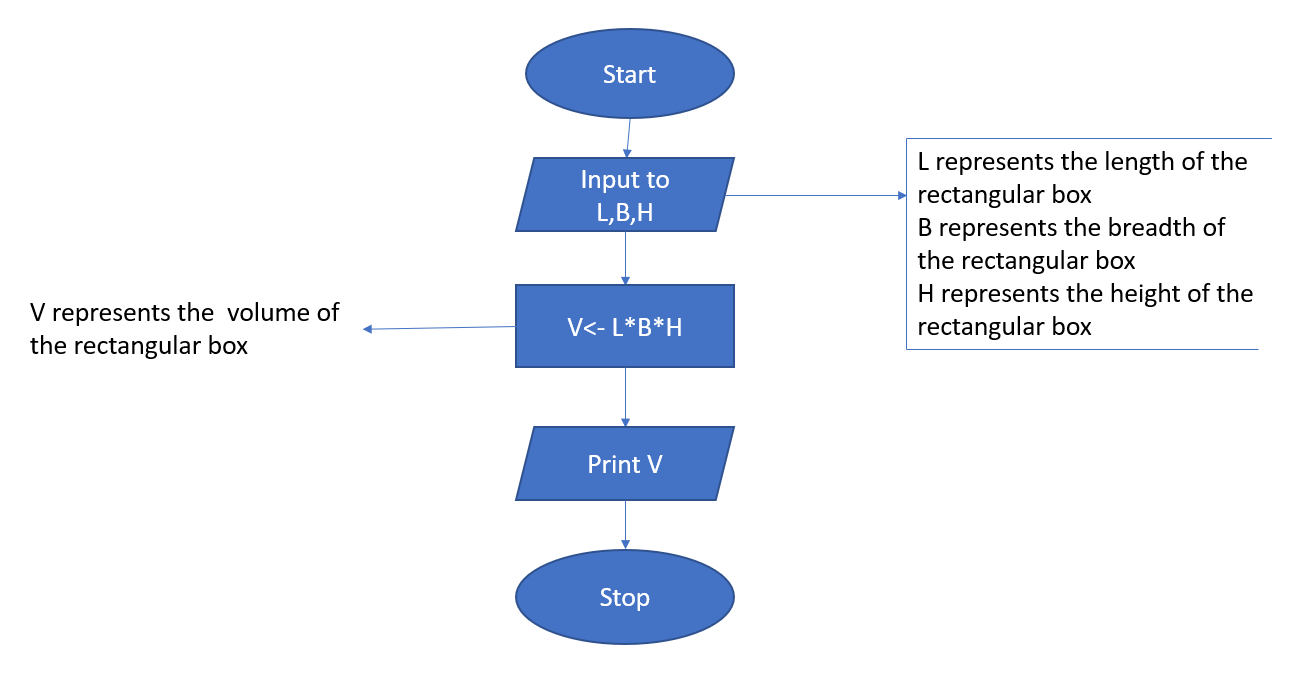 Start
Input to
L,B,H
L represents the length of the
rectangular box
B represents the breadth of
the rectangular box
H represents the height of the
rectangular box
V<- L*B*H
V represents the  volume of
the rectangular box
Print V
Stop